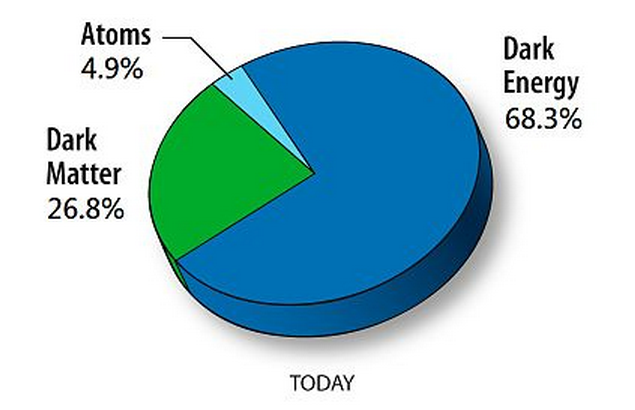 Atoms
4.9%
Dark
Energy
68.3%
Dark
Matter
26.8%
TODAY